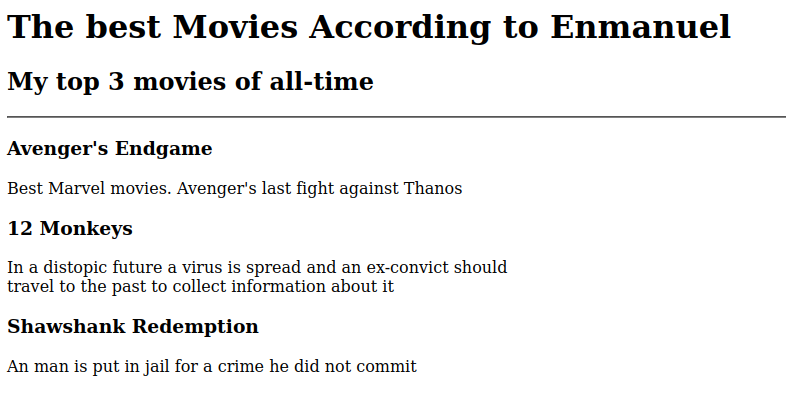 The best Movies According to Enmanuel
My top 3 movies of all-time
Avenger's Endgame
Best Marvel movies. Avenger's last fight against Thanos
12 Monkeys
In a distopic future a virus is spread and an ex-convict should
travel to the past to collect information about it
Shawshank Redemption
An man is put in jail for a crime he did not commit